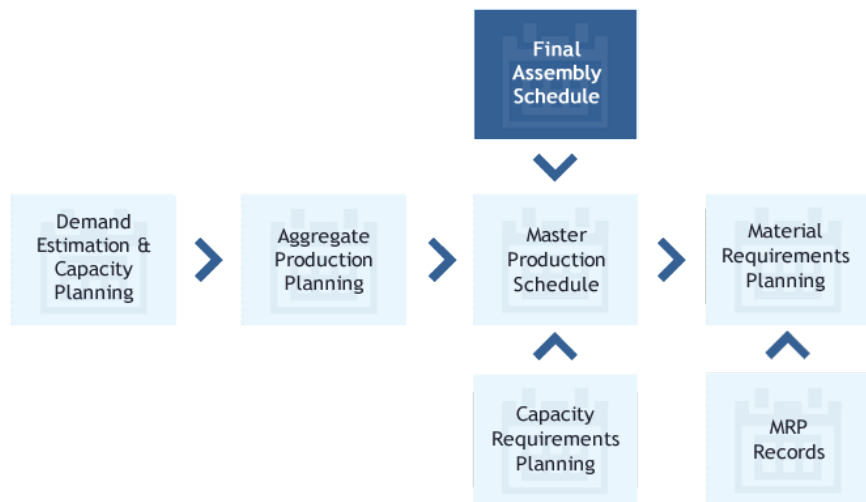 Final
Assembly
Schedule
Demand
Estimation &
Capacity
Planning
Aggregate
Production
Planning
Master
Production
Schedule
Material
Requirements
Planning
Capacity
Requirements
Planning
MRP
Records